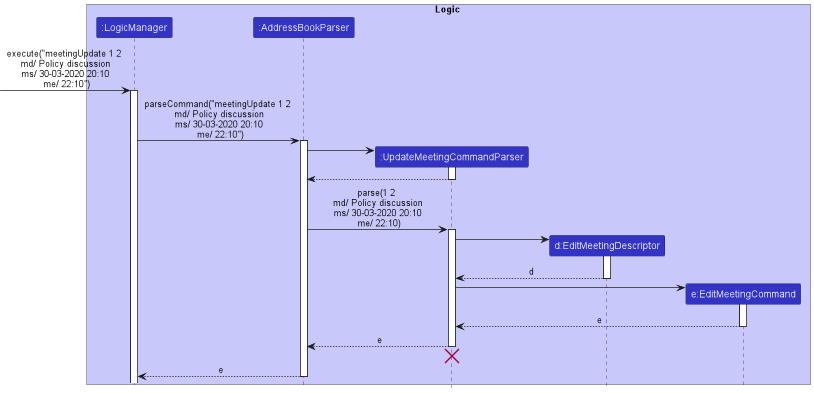 Logic
:LogicManager
:AddressBookParser
execute("meetingUpdate 1 2
md/ Policy discussion
ms/ 30-03-2020 20:10
me/ 22:10")
parseCommand("meetingUpdate 1 2
md/ Policy discussion
ms/ 30-03-2020 20:10
me/ 22:10")
:UpdateMeetingCommandParser
parse(1 2
md/ Policy discussion
ms/ 30-03-2020 20:10
me/ 22:10)
d:EditMeetingDescriptor
d
e:EditMeetingCommand
e
e
e